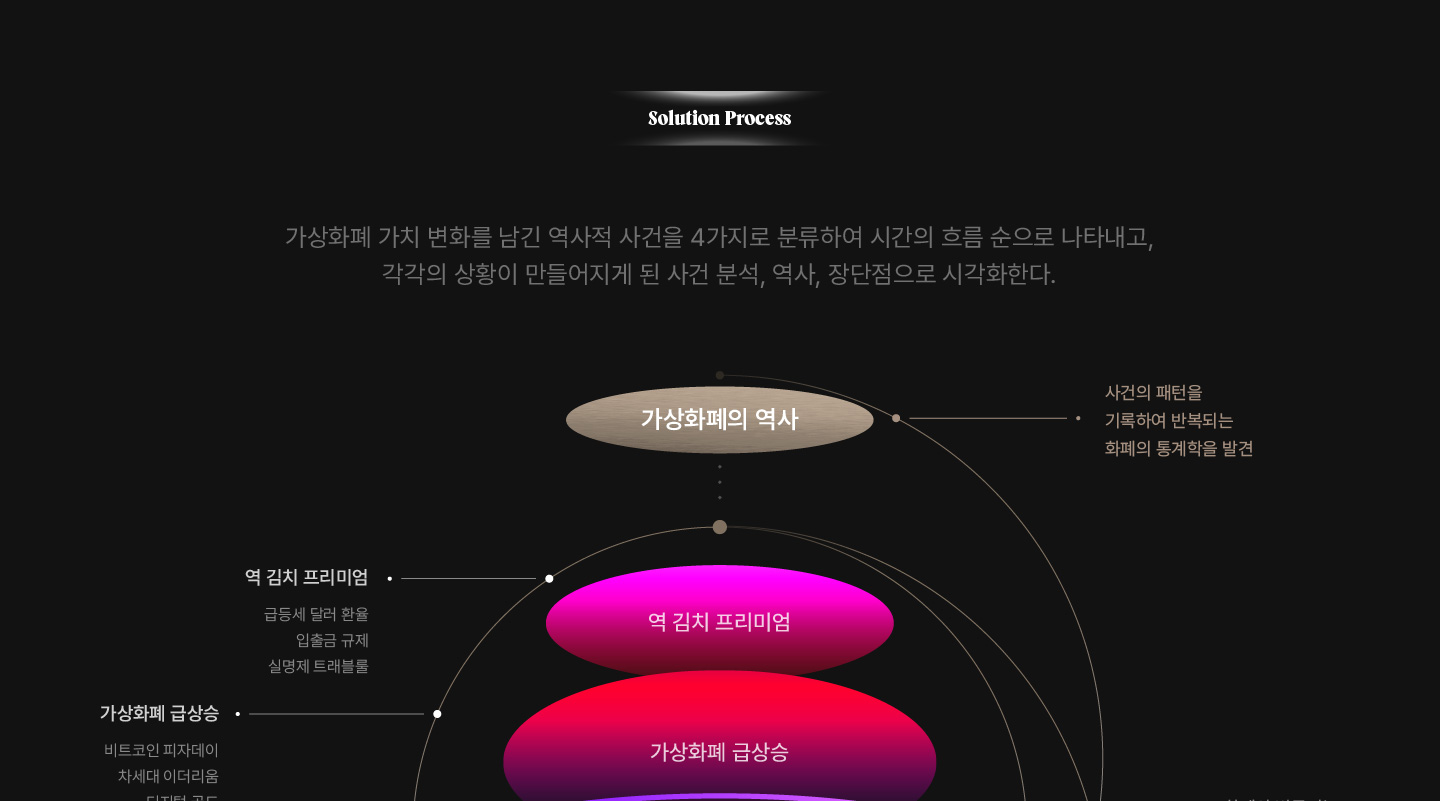 Solution Process
가상화폐 가치 변화를 남긴 역사적 사건을 4가지로 분류하여 시간의 흐름 순으로 나타내고,
각각의 상황이 만들어지게 된 사건 분석, 역사, 장단점으로 시각화한다.
가상화폐의 역사
사건의 패턴을
기록하여 반복되는
화폐의 통계학을 발견
역 김치 프리미엄
급등세 달러 환율
입출금 규제
실명제 트래블룰
역 김치 프리미엄
가상화폐 급상승
비트코인 피자데이
차세대 이더리움
가상화폐 급상승